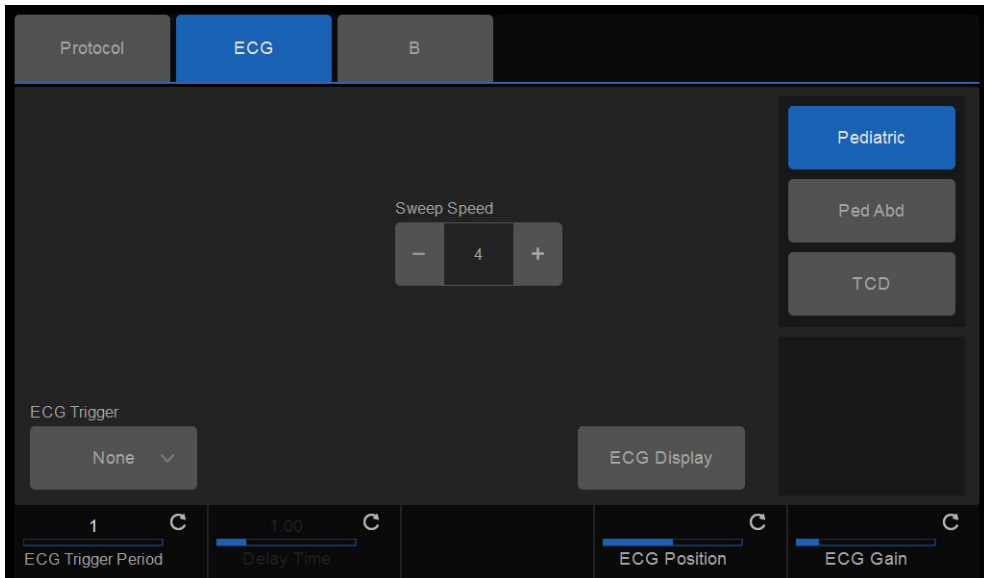 Protocol
ECG
B
Pediatric
Sweep Speed
Ped Abd
− 4 +
TCD
ECG Trigger
None
ECG Display
1
1.00
ECG Trigger Period
Delay Time
ECG Position
ECG Gain